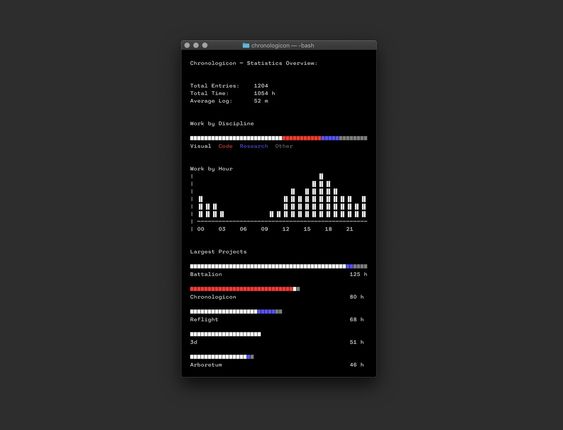 chronologicon — -bash
Chronologicon — Statistics Overview:
Total Entries: 1204
Total Time: 1054 h
Average Log: 52 m
Work by Discipline
Visual Code Research Other
Work by Hour
00 03 06 09 12 15 18 21
Largest Projects
Battalion 125 h
Chronologicon 80 h
Reflight 68 h
3d 51 h
Arboretum 46 h